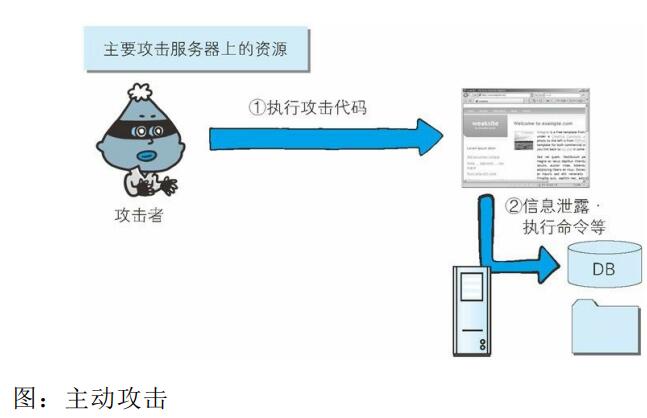 主要攻击服务器上的资源
①执行攻击代码
攻击者
weaksite
Welcome to example.com
②信息泄露·
执行命令等
DB
图：主动攻击